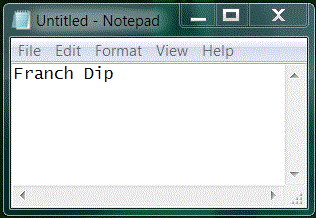 Untitled - Notepad
File Edit Format View Help
Franch Dip